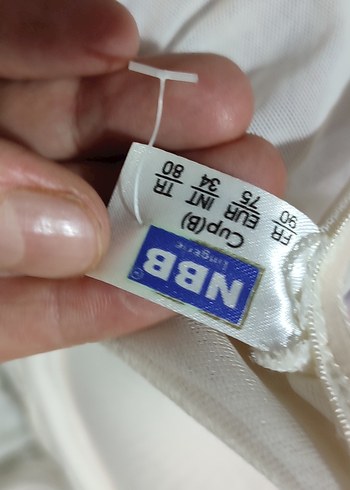 NBB©
Lingerie
Cup(B)
FR EUR INT TR
90 75 34 80